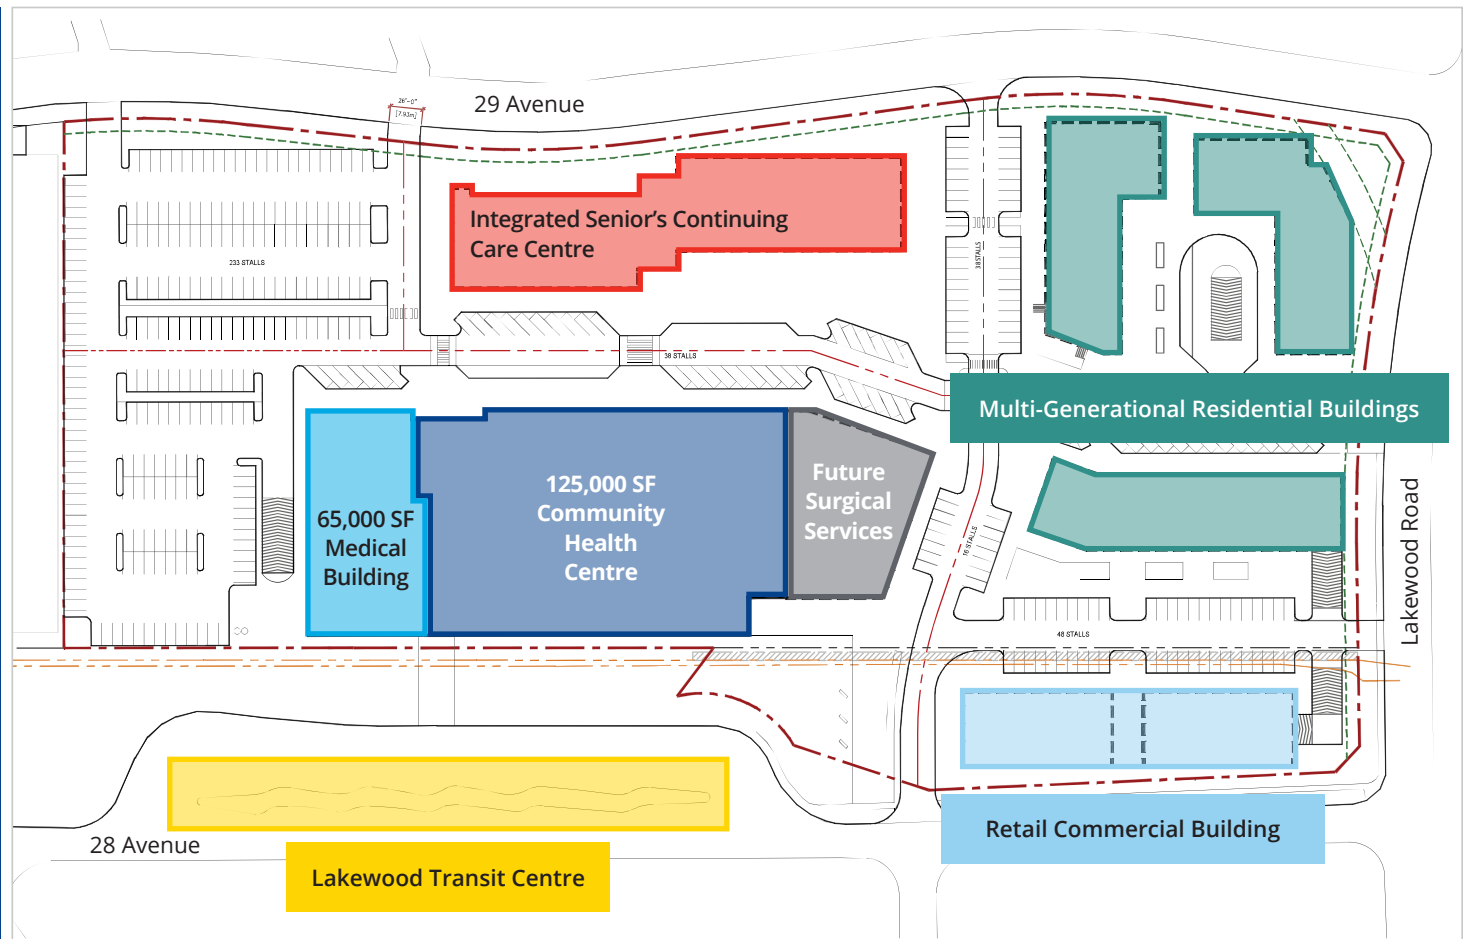 26'-0"
[7.93m]
29 Avenue
Integrated Senior's Continuing
Care Centre
233 STALLS
38 STALLS
38 STALLS
Multi-Generational Residential Buildings
125,000 SF
Community
Health
Centre
Future
Surgical
Services
65,000 SF
Medical
Building
16 STALLS
Lakewood Road
48 STALLS
Retail Commercial Building
28 Avenue
Lakewood Transit Centre